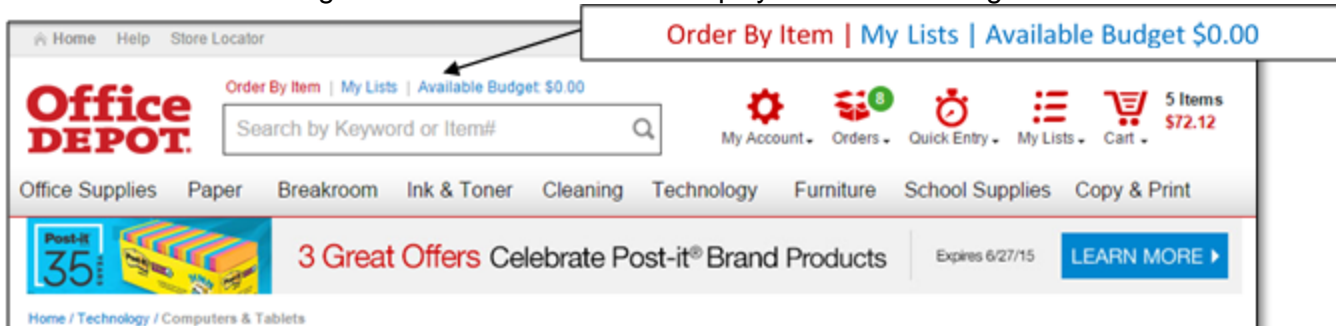 Order By Item | My Lists | Available Budget $0.00
Home Help Store Locator
Office DEPOT.
Order By Item | My Lists | Available Budget: $0.00
Search by Keyword or Item#
My Account
8
Orders
Quick Entry
My Lists
Cart
5 Items
$72.12
Office Supplies Paper Breakroom Ink & Toner Cleaning Technology Furniture School Supplies Copy & Print
Post-it
35 YEARS
3 Great Offers Celebrate Post-it® Brand Products
Expires 6/27/15
LEARN MORE
Home / Technology / Computers & Tablets